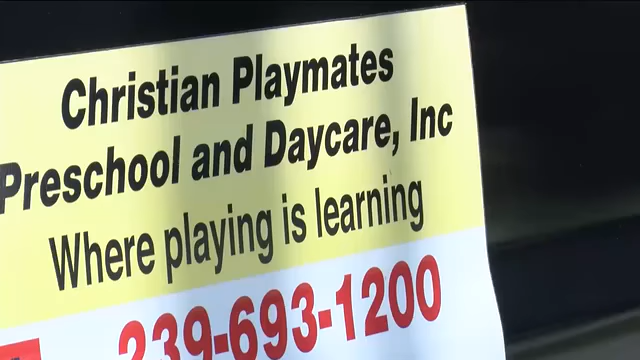 Christian Playmates
Preschool and Daycare, Inc
Where playing is learning
239-693-1200